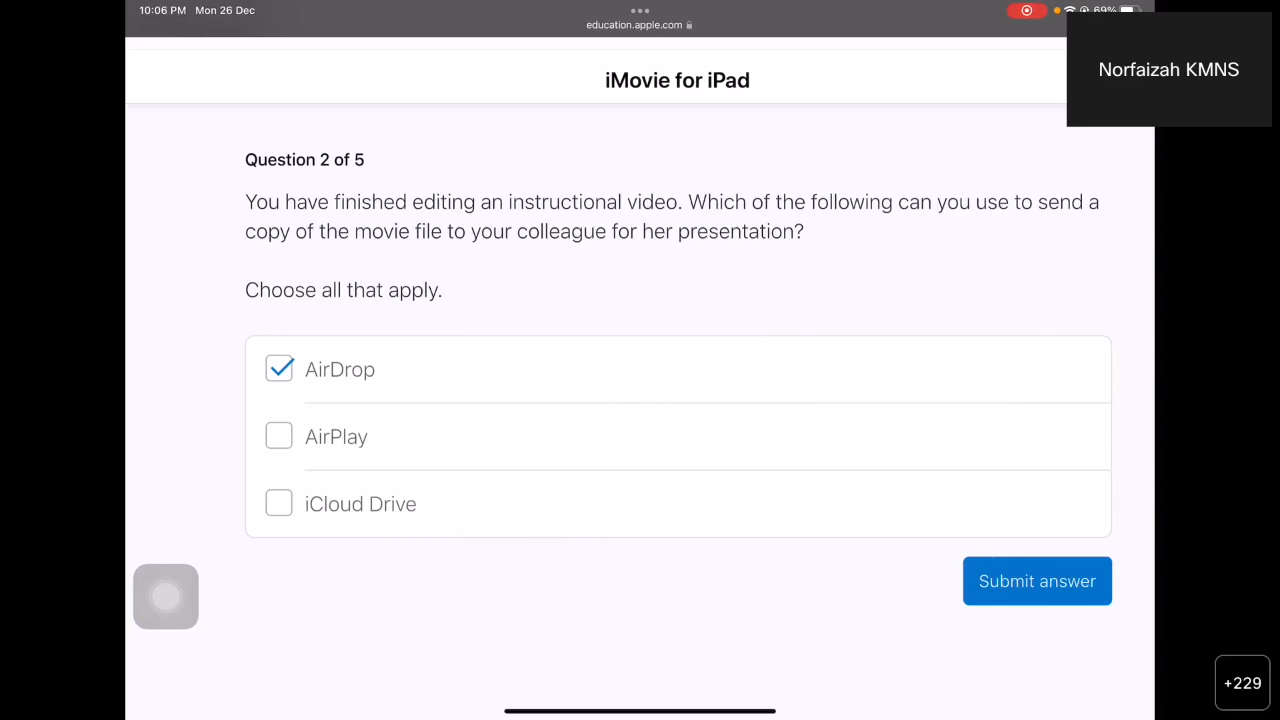 10:06 PM Mon 26 Dec
education.apple.com
69%
Norfaizah KMNS
iMovie for iPad
Question 2 of 5
You have finished editing an instructional video. Which of the following can you use to send a
copy of the movie file to your colleague for her presentation?
Choose all that apply.
AirDrop
AirPlay
iCloud Drive
Submit answer
+229